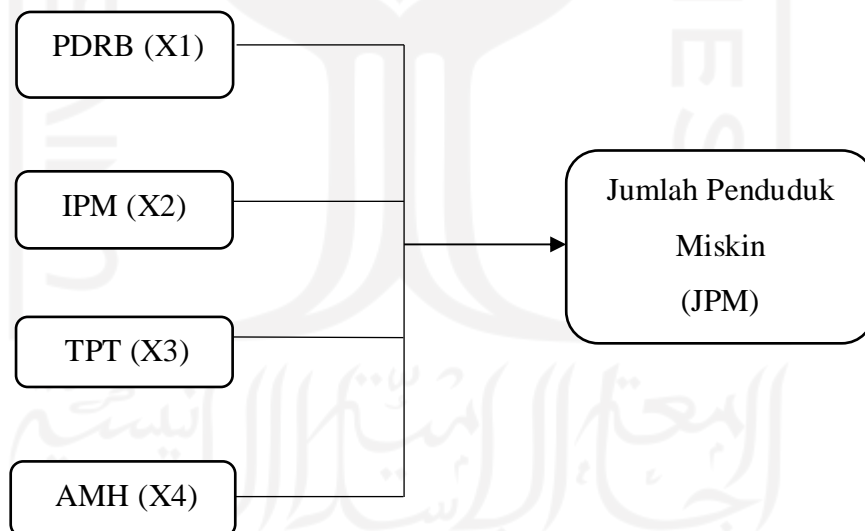 PDRB (X1)
IPM (X2)
TPT (X3)
AMH (X4)
Jumlah Penduduk
Miskin
(JPM)